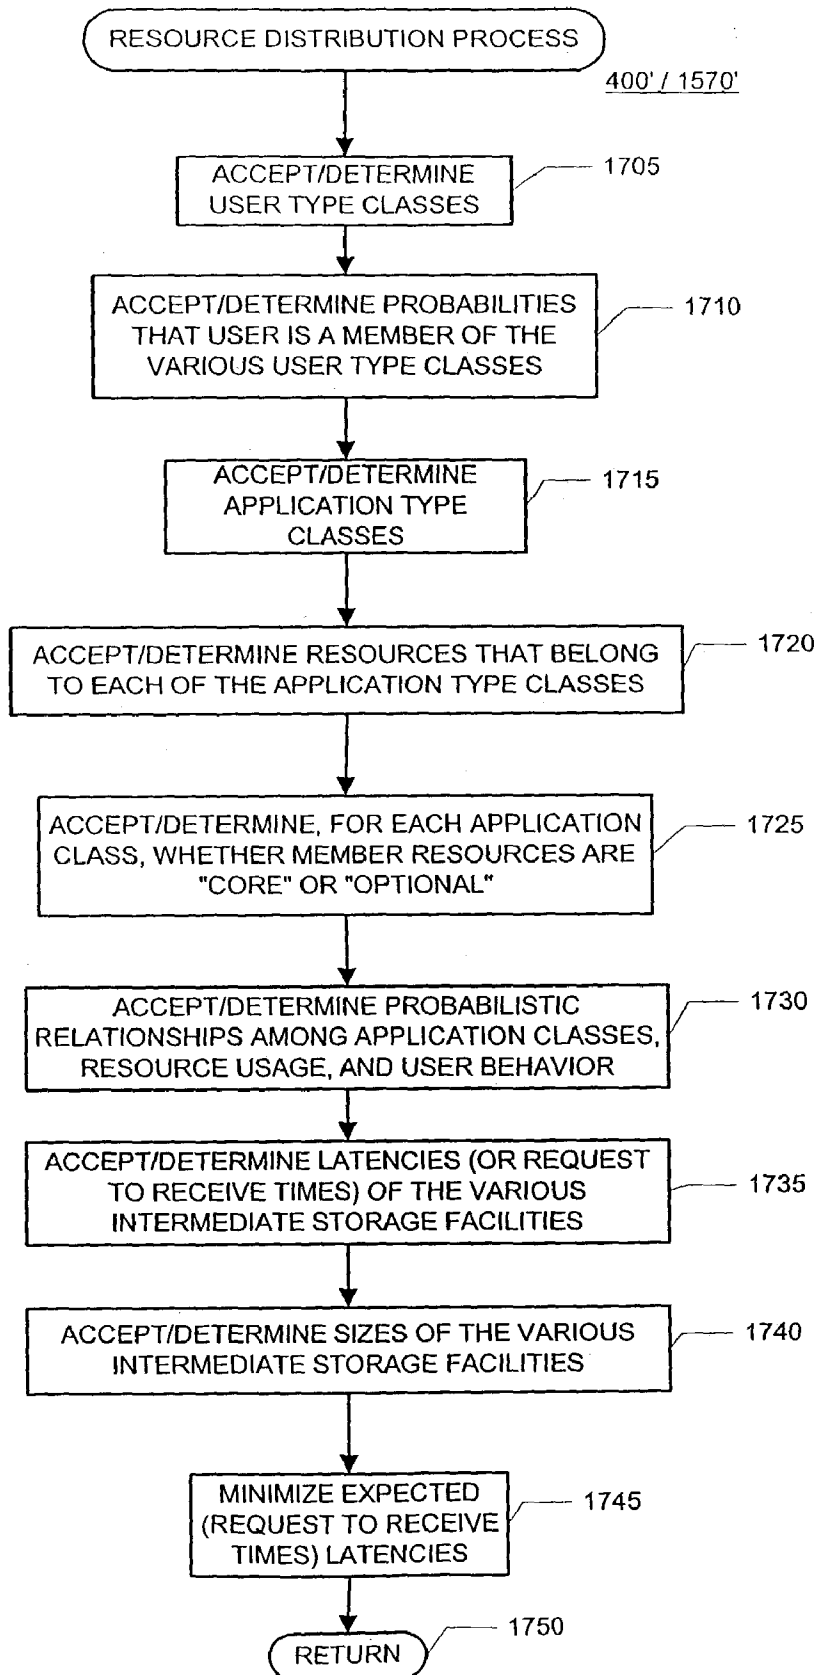 RESOURCE DISTRIBUTION PROCESS
400' / 1570'
ACCEPT/DETERMINE
USER TYPE CLASSES
1705
ACCEPT/DETERMINE PROBABILITIES
THAT USER IS A MEMBER OF THE
VARIOUS USER TYPE CLASSES
1710
ACCEPT/DETERMINE
APPLICATION TYPE
CLASSES
1715
ACCEPT/DETERMINE RESOURCES THAT BELONG
TO EACH OF THE APPLICATION TYPE CLASSES
1720
ACCEPT/DETERMINE, FOR EACH APPLICATION
CLASS, WHETHER MEMBER RESOURCES ARE
"CORE" OR "OPTIONAL"
1725
ACCEPT/DETERMINE PROBABILISTIC
RELATIONSHIPS AMONG APPLICATION CLASSES,
RESOURCE USAGE, AND USER BEHAVIOR
1730
ACCEPT/DETERMINE LATENCIES (OR REQUEST
TO RECEIVE TIMES) OF THE VARIOUS
INTERMEDIATE STORAGE FACILITIES
1735
ACCEPT/DETERMINE SIZES OF THE VARIOUS
INTERMEDIATE STORAGE FACILITIES
1740
MINIMIZE EXPECTED
(REQUEST TO RECEIVE
TIMES) LATENCIES
1745
RETURN
1750